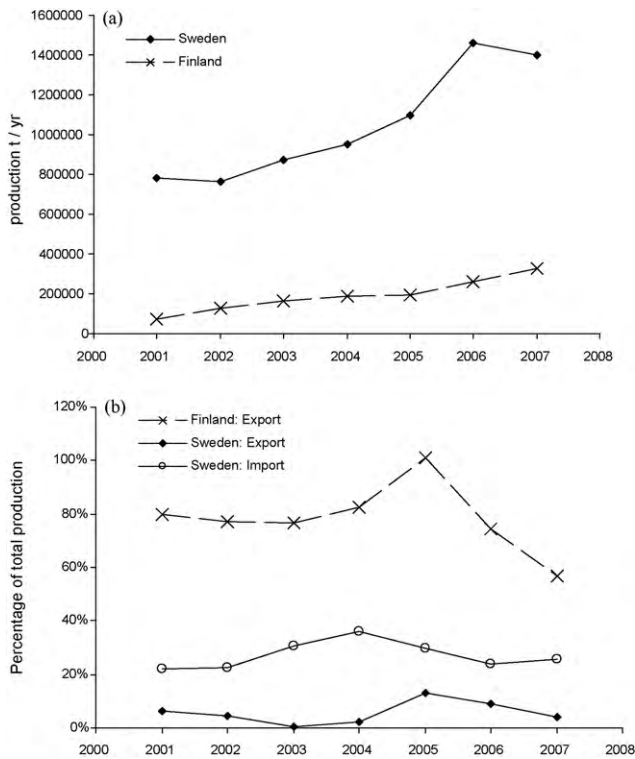 (a)
Sweden
Finland
production t / yr
1600000
1400000
1200000
1000000
800000
600000
400000
200000
0
2000 2001 2002 2003 2004 2005 2006 2007 2008
(b)
Finland: Export
Sweden: Export
Sweden: Import
Percentage of total production
120%
100%
80%
60%
40%
20%
0%
2000 2001 2002 2003 2004 2005 2006 2007 2008